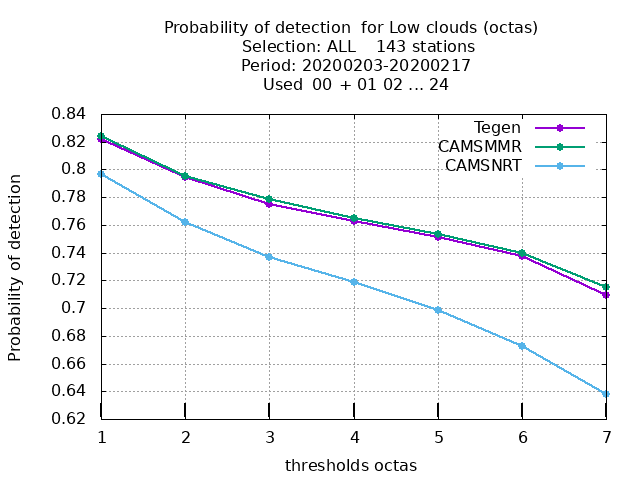 Probability of detection  for Low clouds (octas)
Selection: ALL    143 stations
Period: 20200203-20200217
Used  00 + 01 02 ... 24
0.84
0.82
0.8
0.78
0.76
0.74
0.72
0.7
0.68
0.66
0.64
0.62
Probability of detection
Tegen
CAMSMMR
CAMSNRT
1 2 3 4 5 6 7
thresholds octas